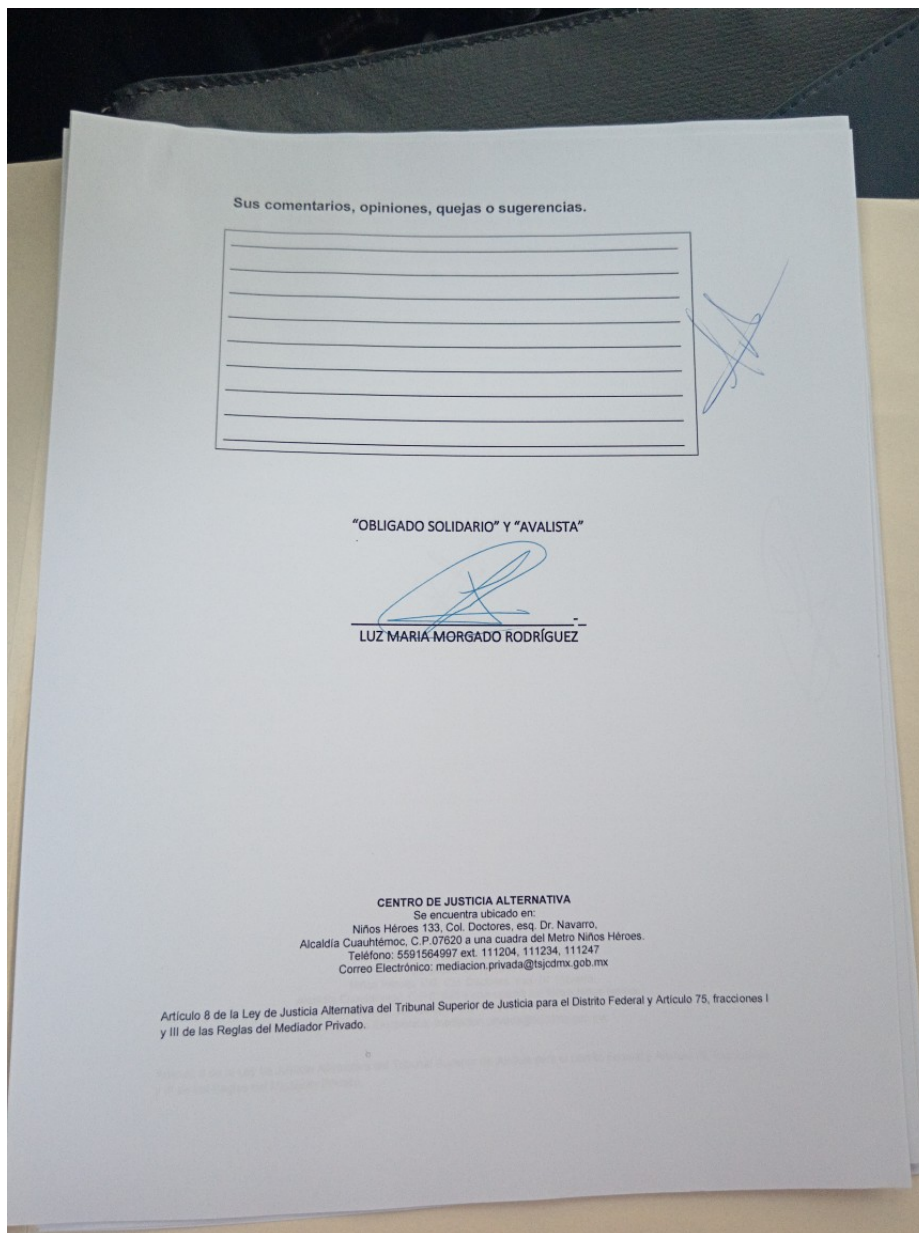 Sus comentarios, opiniones, quejas o sugerencias.
"OBLIGADO SOLIDARIO" Y "AVALISTA"
LUZ MARIA MORGADO RODRÍGUEZ
CENTRO DE JUSTICIA ALTERNATIVA
Se encuentra ubicado en:
Niños Héroes 133, Col. Doctores, esq. Dr. Navarro,
Alcaldía Cuauhtémoc, C.P.07620 a una cuadra del Metro Niños Héroes.
Teléfono: 5591564997 ext. 111204, 111234, 111247
Correo Electrónico: mediacion.privada@tsjcdmx.gob.mx
Artículo 8 de la Ley de Justicia Alternativa del Tribunal Superior de Justicia para el Distrito Federal y Artículo 75, fracciones I
y III de las Reglas del Mediador Privado.